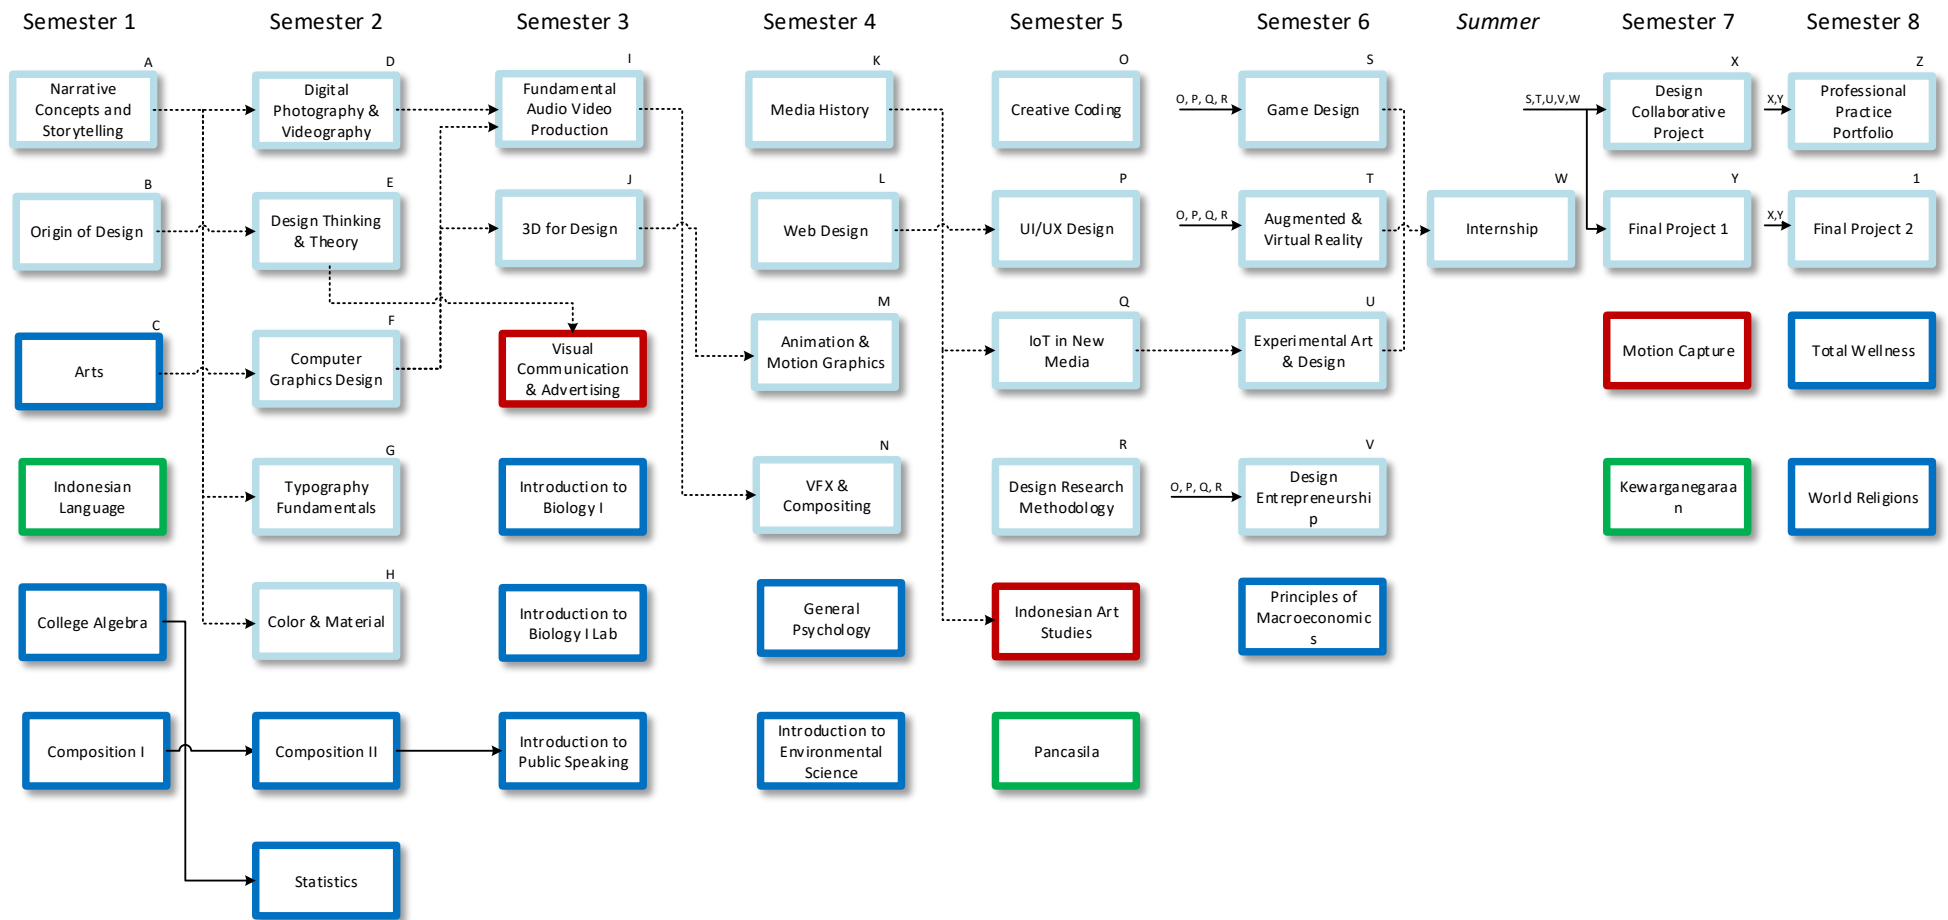 Semester 1
Semester 2
Semester 3
Semester 4
Semester 5
Semester 6
Summer
Semester 7
Semester 8
A
Narrative
Concepts and
Storytelling
B
Origin of Design
C
Arts
Indonesian
Language
College Algebra
Composition I
D
Digital
Photography &
Videography
E
Design Thinking
& Theory
F
Computer
Graphics Design
G
Typography
Fundamentals
H
Color & Material
Composition II
Statistics
I
Fundamental
Audio Video
Production
J
3D for Design
Visual
Communication
& Advertising
Introduction to
Biology I
Introduction to
Biology I Lab
Introduction to
Public Speaking
K
Media History
L
Web Design
M
Animation &
Motion Graphics
N
VFX &
Compositing
General
Psychology
Introduction to
Environmental
Science
O
Creative Coding
P
UI/UX Design
Q
IoT in New
Media
R
Design Research
Methodology
Indonesian Art
Studies
Pancasila
O, P, Q, R
S
Game Design
O, P, Q, R
T
Augmented &
Virtual Reality
U
Experimental Art
& Design
O, P, Q, R
V
Design
Entrepreneurshi
p
Principles of
Macroeconomic
s
W
Internship
S,T,U,V,W
X
Design
Collaborative
Project
Y
Final Project 1
Motion Capture
Kewarganegaraa
n
X,Y
Z
Professional
Practice
Portfolio
X,Y
1
Final Project 2
Total Wellness
World Religions